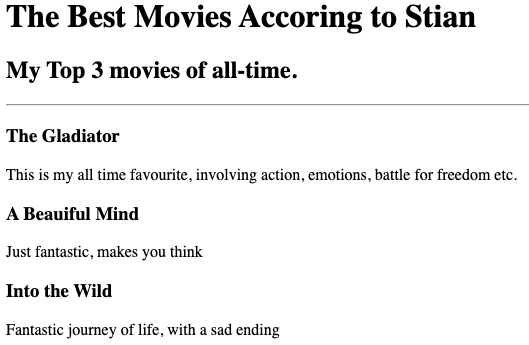 The Best Movies Accoring to Stian
My Top 3 movies of all-time.
The Gladiator
This is my all time favourite, involving action, emotions, battle for freedom etc.
A Beauiful Mind
Just fantastic, makes you think
Into the Wild
Fantastic journey of life, with a sad ending